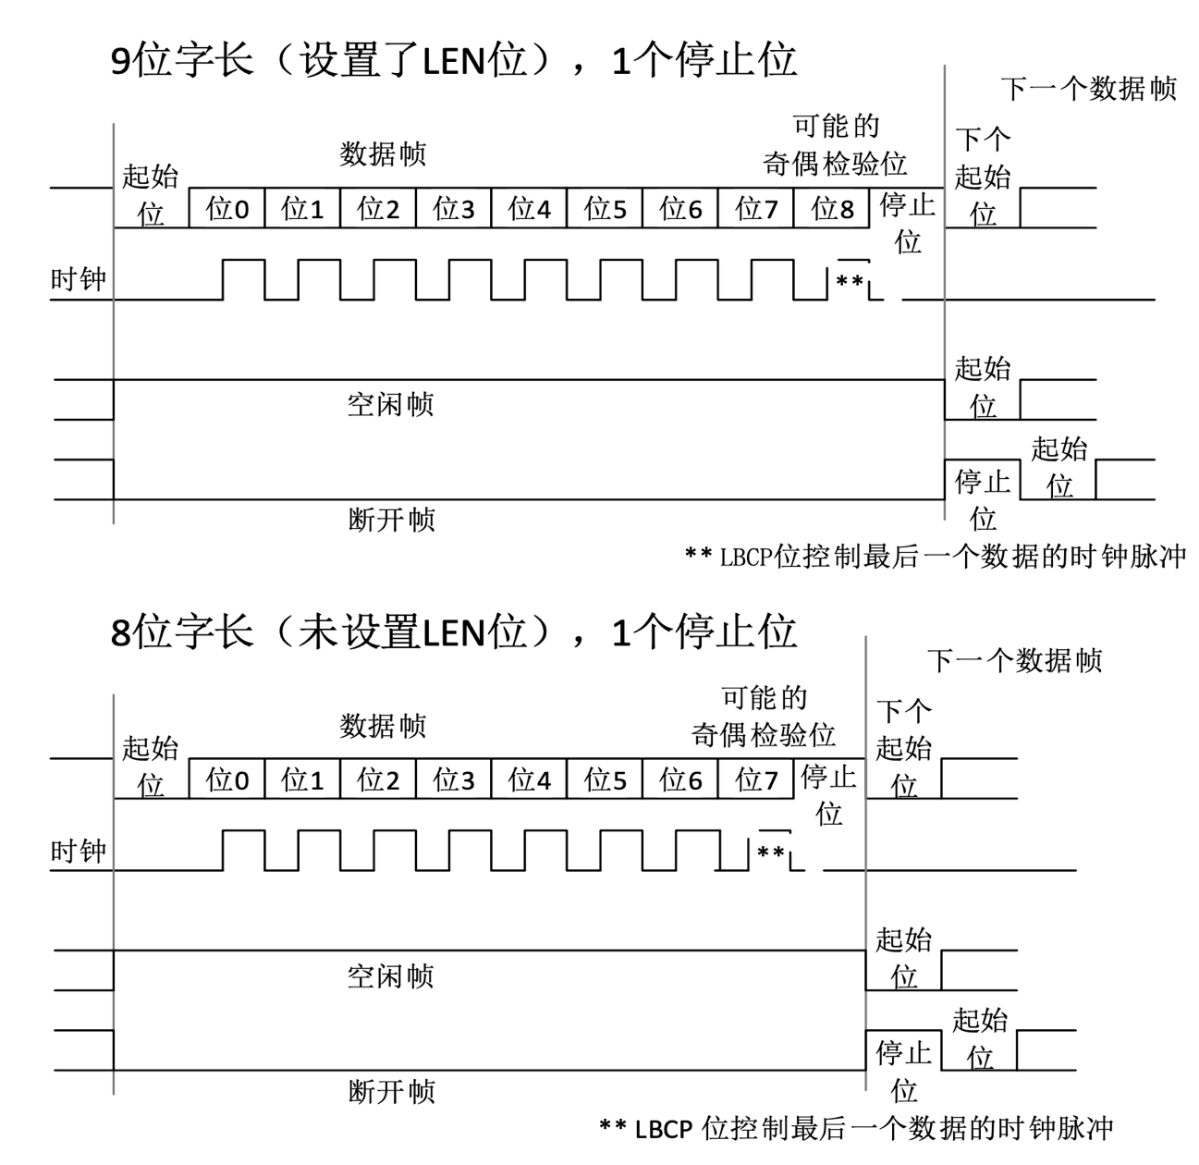 9位字长（设置了LEN位），1个停止位
下一个数据帧
数据帧
可能的
奇偶检验位
下个
起始
位
起始
位
位0 位1 位2 位3 位4 位5 位6 位7 位8
停止
位
时钟
**
空闲帧
起始
位
断开帧
停止
位
起始
位
** LBCP位控制最后一个数据的时钟脉冲
8位字长（未设置LEN位），1个停止位
下一个数据帧
数据帧
可能的
奇偶检验位
下个
起始
位
起始
位
位0 位1 位2 位3 位4 位5 位6 位7
停止
位
时钟
**
空闲帧
起始
位
断开帧
停止
位
起始
位
** LBCP 位控制最后一个数据的时钟脉冲